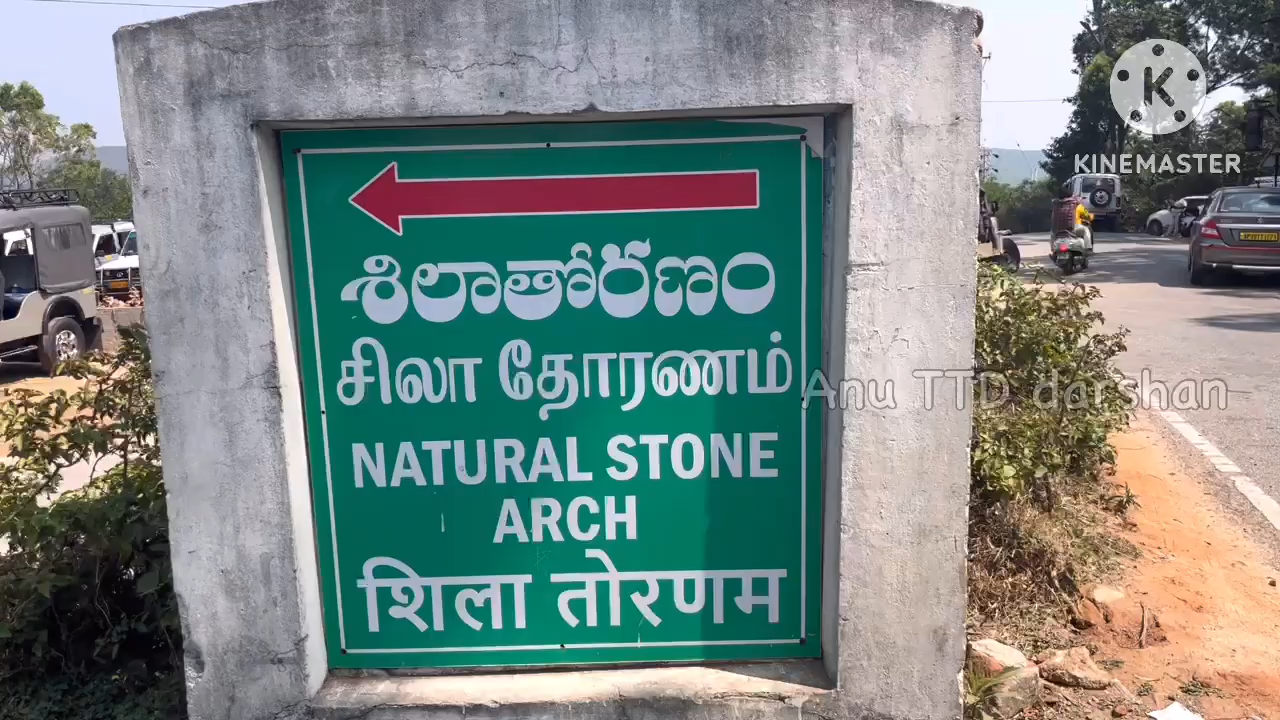 K
KINEMASTER
శిలాతోరణం
சிலா தோரணம்
Anu TTD darshan
NATURAL STONE
ARCH
शिला तोरणम